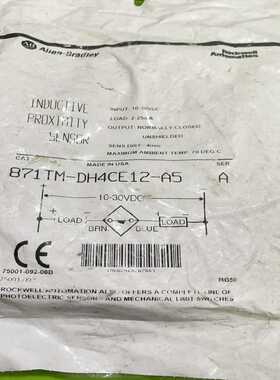 Allen-Bradley
Rockwell
Automation
INDUCTIVE
PROXIMITY
SENSOR
INPUT: 10-30VDC
LOAD: 2-25mA
OUTPUT: NORMALLY CLOSED
UNSHIELDED
SENS DIST: 4mm
MAXIMUM AMBIENT TEMP 70 DEG C
CAT
MADE IN USA
SER
871TM-DH4CE12-A5
A
10-30VDC
+
LOAD
BRN
BLUE
LOAD
-
CE
75001-092-06B
ROCKWELL AUTOMATION ALSO OFFERS A COMPLETE LINE OF
PHOTOELECTRIC SENSORS AND MECHANICAL LIMIT SWITCHES